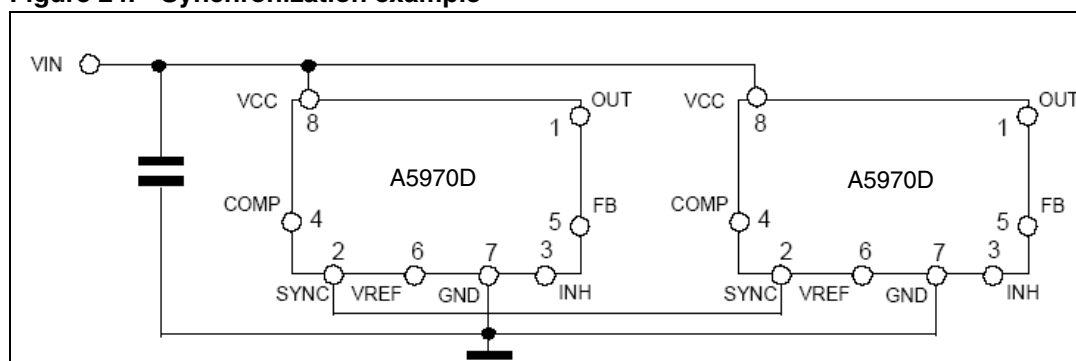 Figure 24. Synchronization example
VIN
VCC
8
OUT
1
A5970D
COMP
4
FB
5
2
6
7
3
SYNC
VREF
GND
INH
VCC
8
OUT
1
A5970D
COMP
4
FB
5
2
6
7
3
SYNC
VREF
GND
INH